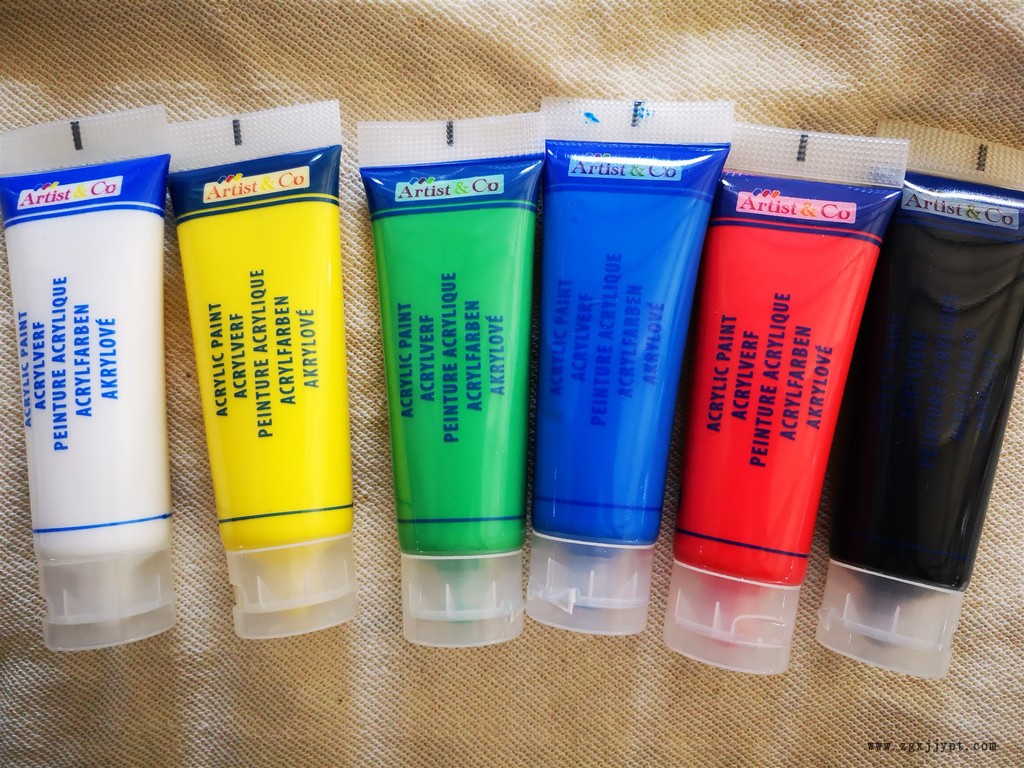 Artist & Co
ACRYLIC PAINT
ACRYLVERF
PEINTURE ACRYLIQUE
ACRYLFARBEN
AKRYLOVÉ
Artist & Co
ACRYLIC PAINT
ACRYLVERF
PEINTURE ACRYLIQUE
ACRYLFARBEN
AKRYLOVÉ
Artist & Co
ACRYLIC PAINT
ACRYLVERF
PEINTURE ACRYLIQUE
ACRYLFARBEN
AKRYLOVÉ
Artist & Co
ACRYLIC PAINT
ACRYLVERF
PEINTURE ACRYLIQUE
ACRYLFARBEN
AKRYLOVÉ
Artist & Co
ACRYLIC PAINT
ACRYLVERF
PEINTURE ACRYLIQUE
ACRYLFARBEN
AKRYLOVÉ
Artist & Co
ACRYLVERF
www.zgxjjypt.com